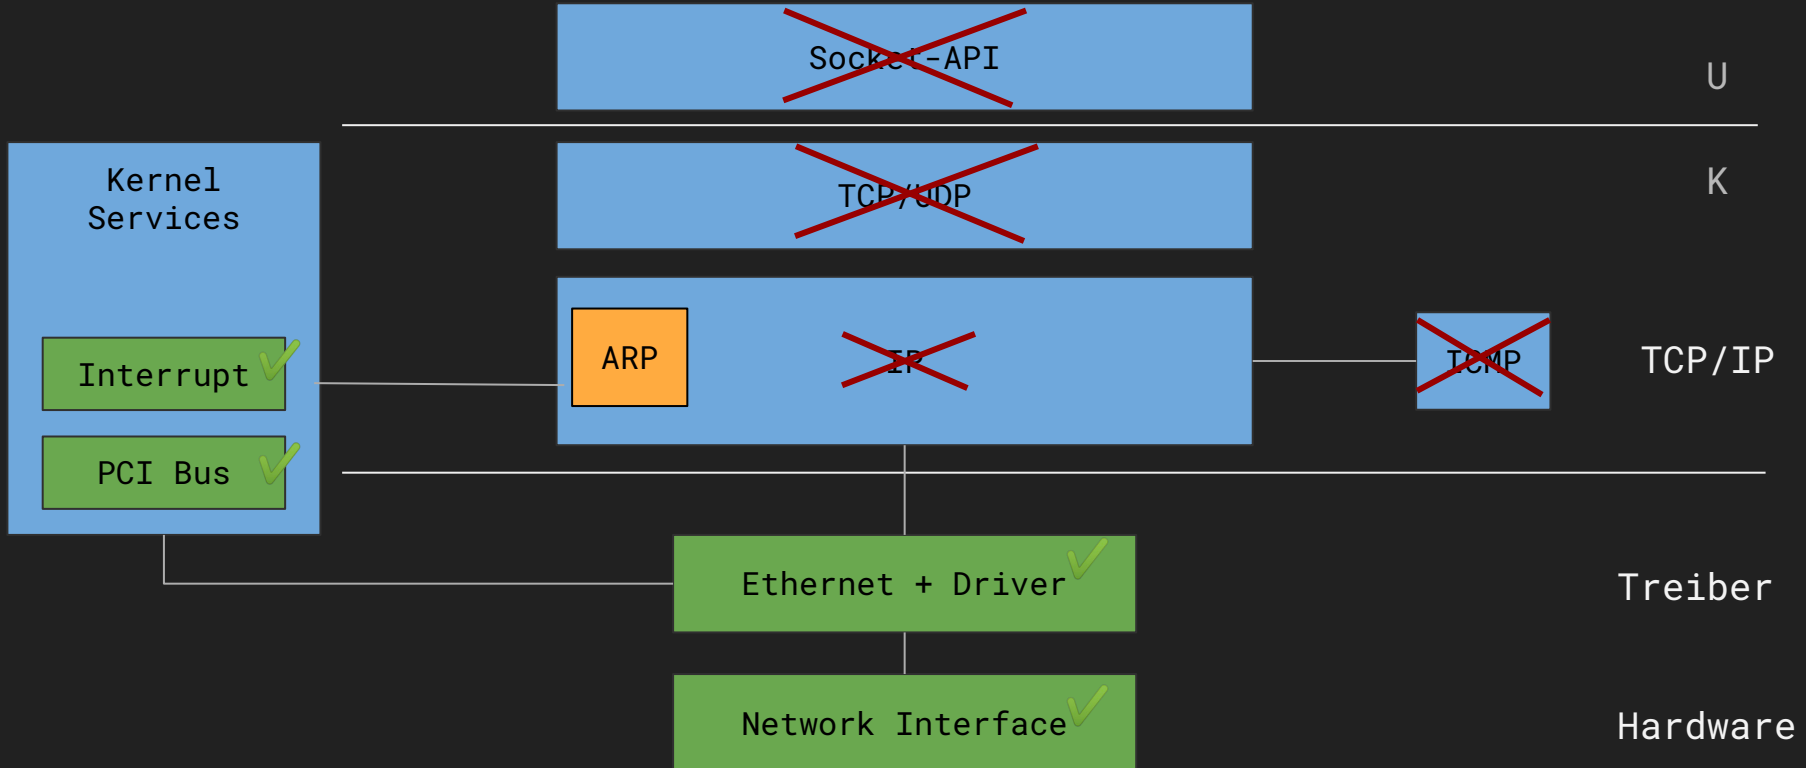 Socket-API
U
Kernel
Services
TCP/UDP
K
Interrupt
PCI Bus
ARP
IP
ICMP
TCP/IP
Ethernet + Driver
Treiber
Network Interface
Hardware